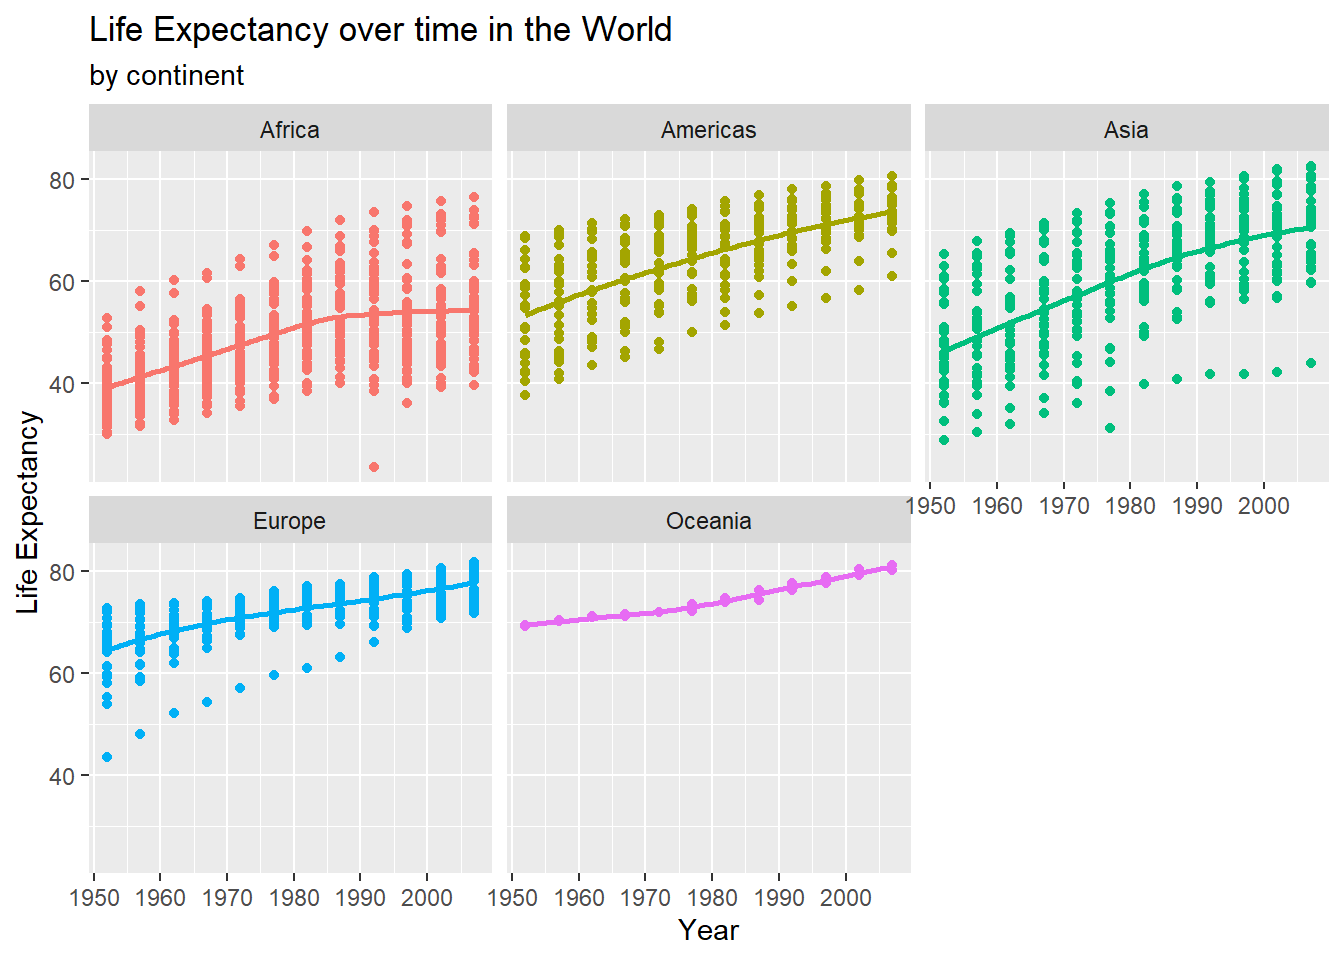 Life Expectancy over time in the World
by continent
Africa
Americas
Asia
80
60
40
1950 1960 1970 1980 1990 2000
Life Expectancy
Europe
Oceania
80
60
40
1950 1960 1970 1980 1990 2000
1950 1960 1970 1980 1990 2000
Year